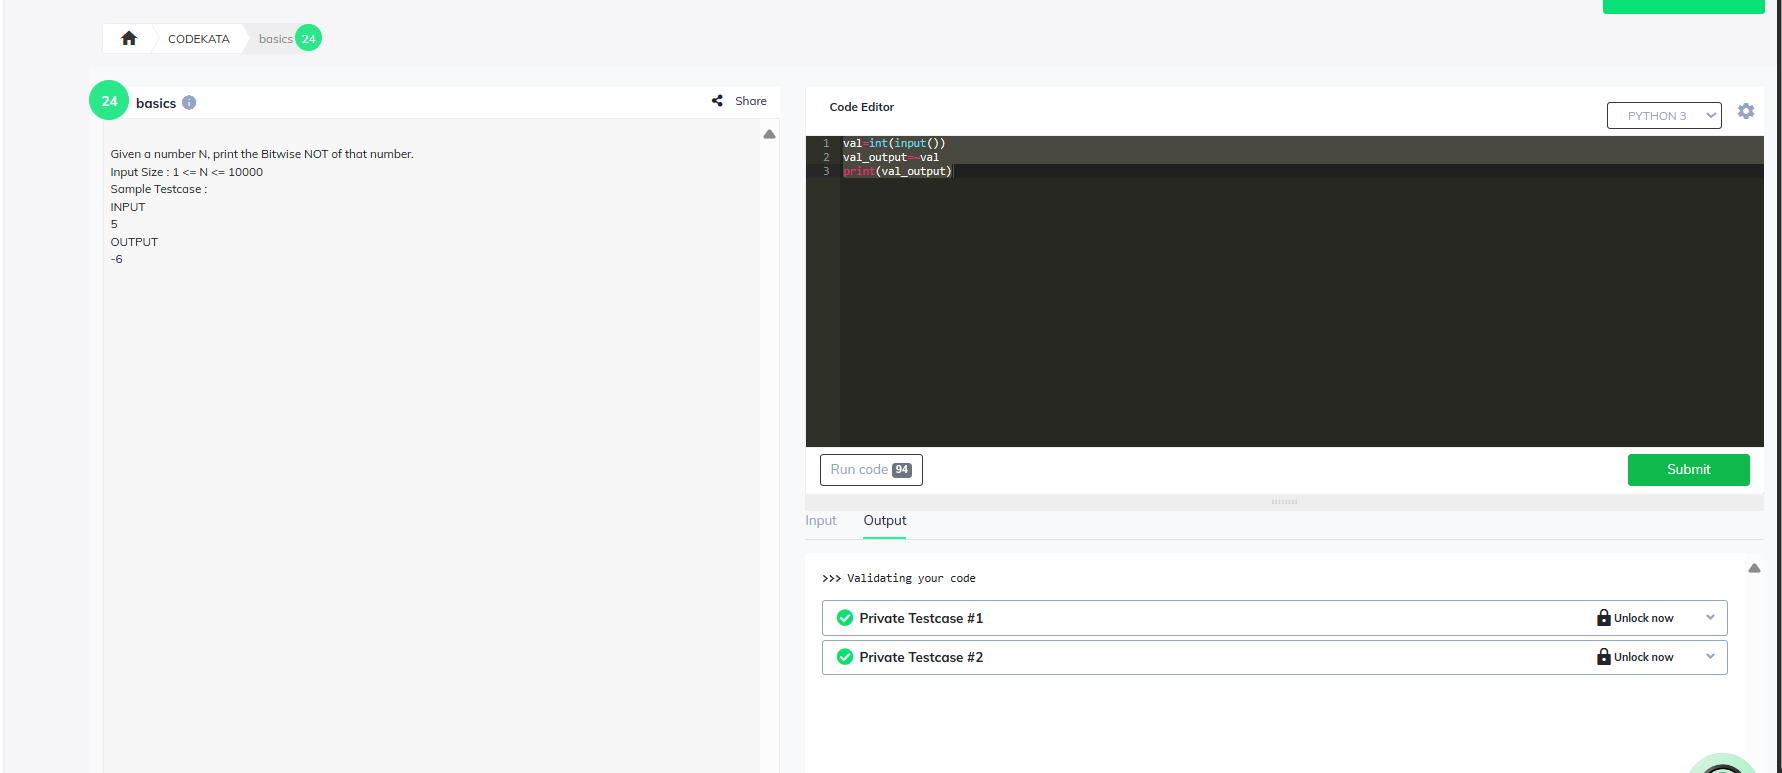 CODEKATA
basics 24
24 basics
Share
Given a number N, print the Bitwise NOT of that number.
Input Size : 1 <= N <= 10000
Sample Testcase :
INPUT
5
OUTPUT
-6
Code Editor
PYTHON 3
1 val=int(input())
2 val_output=~val
3 print(val_output)
Run code 94
Submit
Input Output
>>> Validating your code
Private Testcase #1 Unlock now
Private Testcase #2 Unlock now